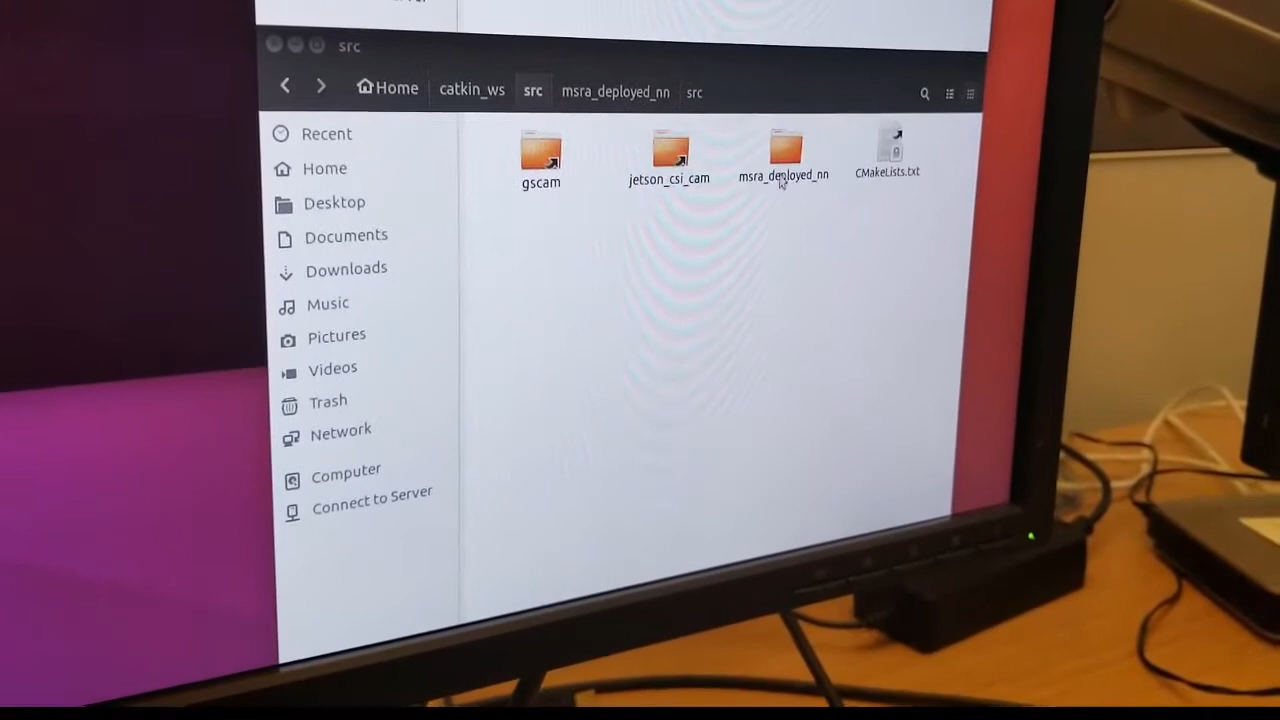 src
Home catkin_ws src msra_deployed_nn src
Recent
Home
Desktop
Documents
Downloads
Music
Pictures
Videos
Trash
Network
Computer
Connect to Server
gscam
jetson_csi_cam
msra_deployed_nn
CMakeLists.txt